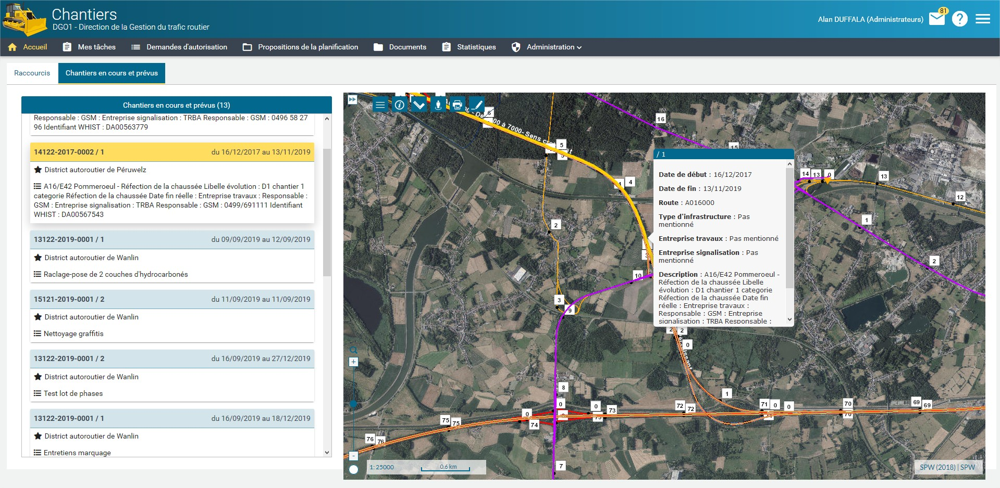 Chantiers
DGO1 - Direction de la Gestion du trafic routier
Alan DUFFALA (Administrateurs)
81
?
Accueil
Mes tâches
Demandes d'autorisation
Propositions de la planification
Documents
Statistiques
Administration
Raccourcis
Chantiers en cours et prévus
Chantiers en cours et prévus (13)
Responsable : GSM : Entreprise signalisation : TRBA Responsable : GSM : 0496 58 27
96 Identifiant WHIST : DA00563779
14122-2017-0002 / 1
du 16/12/2017 au 13/11/2019
District autoroutier de Péruwelz
A16/E42 Pommeroeul - Réfection de la chaussée Libelle évolution : D1 chantier 1
categorie Réfection de la chaussée Date fin réelle : Entreprise travaux : Responsable :
GSM : Entreprise signalisation : TRBA Responsable : GSM : 0499/691111 Identifiant
WHIST : DA00567543
13122-2019-0001 / 1
du 09/09/2019 au 12/09/2019
District autoroutier de Wanlin
Raclage-pose de 2 couches d'hydrocarbonés
15121-2019-0001 / 2
du 11/09/2019 au 11/09/2019
District autoroutier de Wanlin
Nettoyage graffitis
13122-2019-0001 / 2
du 16/09/2019 au 27/12/2019
District autoroutier de Wanlin
Test lot de phases
13122-2019-0001 / 1
du 16/09/2019 au 18/12/2019
District autoroutier de Wanlin
Entretiens marquage
6
00 à 7000- Sens
5
5
16
15
4
4
2
3
10
3
9
14
13
0
13
12
1
2
/ 1
Date de début : 16/12/2017
Date de fin : 13/11/2019
Route : A016000
Type d'infrastructure : Pas
mentionné
Entreprise travaux : Pas mentionné
Entreprise signalisation : Pas
mentionné
Description : A16/E42 Pommeroeul -
Réfection de la chaussée Libelle
évolution : D1 chantier 1 categorie
Réfection de la chaussée Date fin
réelle : Entreprise travaux :
Responsable : GSM : Entreprise
signalisation : TRBA Responsable :
2
2
0
8
1
0
0
73
73
0
74
72
72
71
0
0
70
70
69
69
75
75
76
76
7
+
-
1: 25000
0.6 km
SPW (2018) | SPW